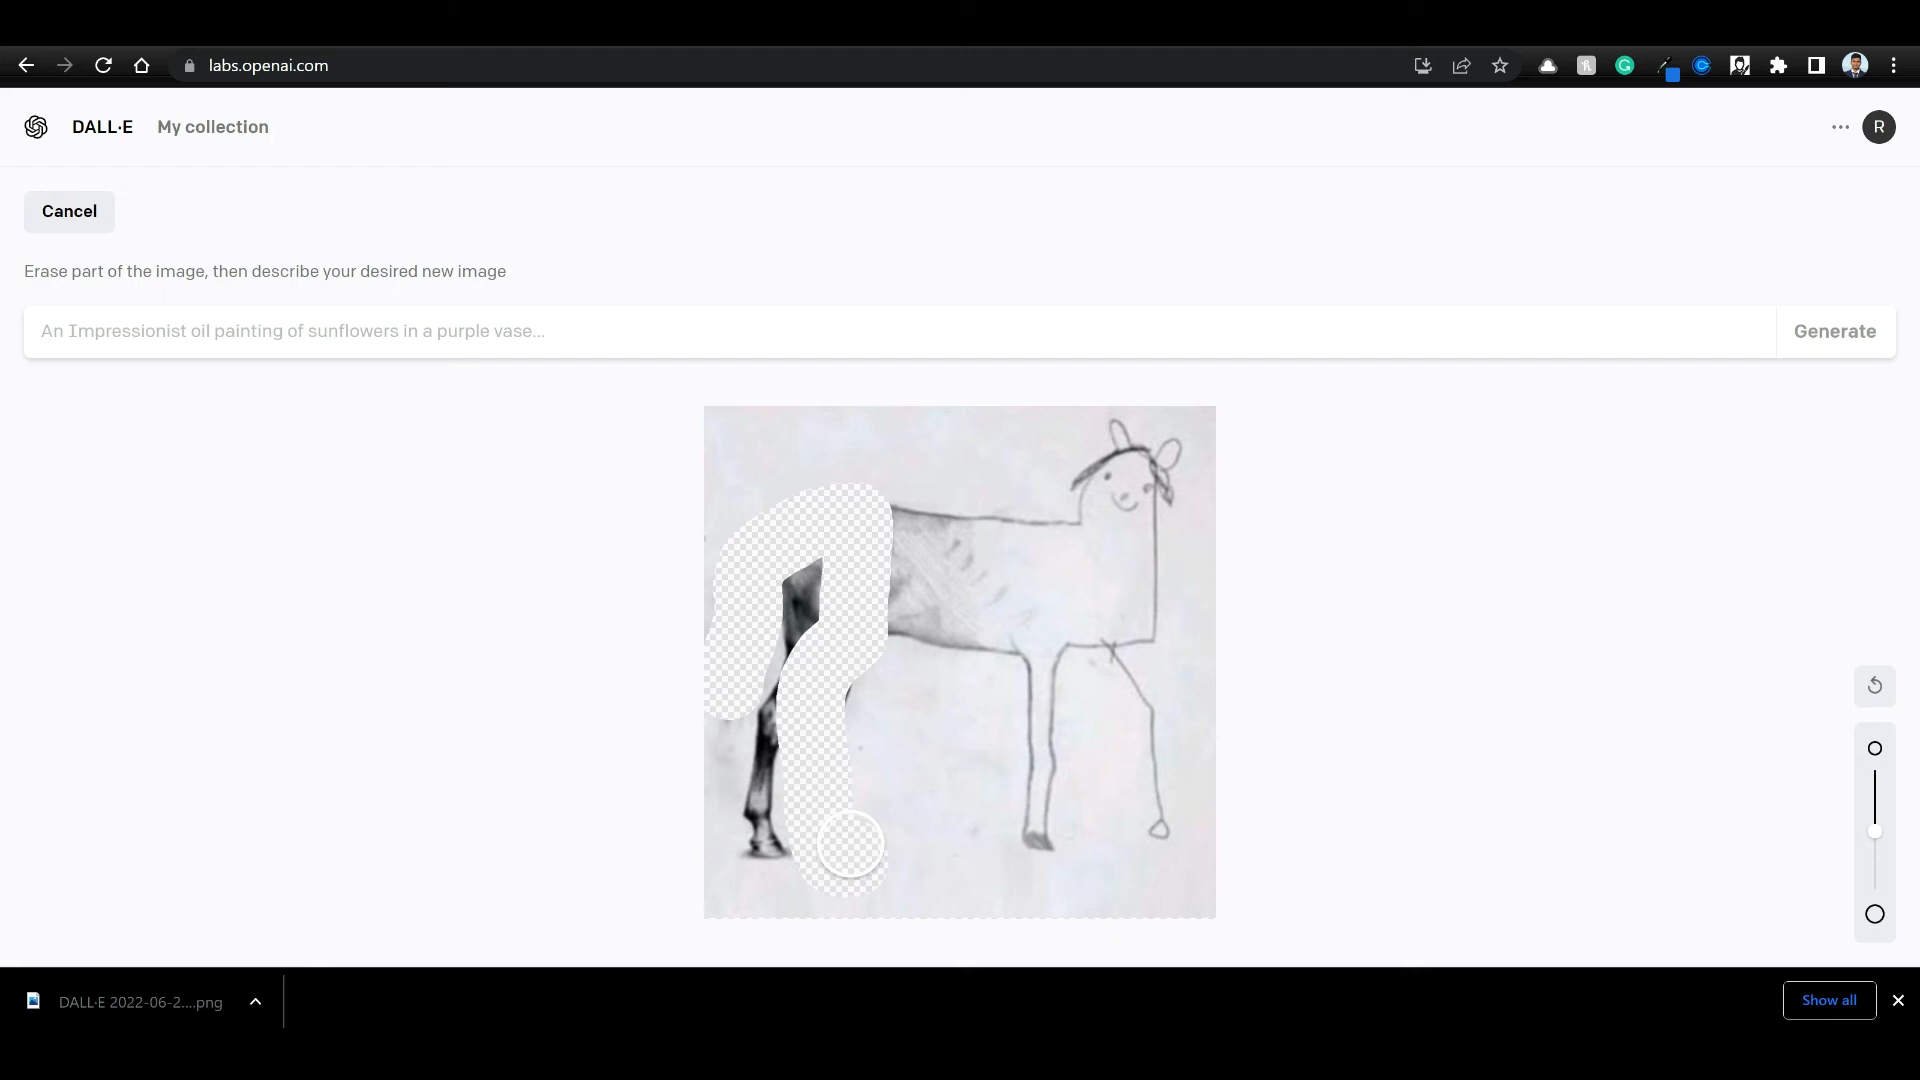 labs.openai.com
DALL·E My collection
R
Cancel
Erase part of the image, then describe your desired new image
An Impressionist oil painting of sunflowers in a purple vase...
Generate
DALL·E 2022-06-2....png
Show all